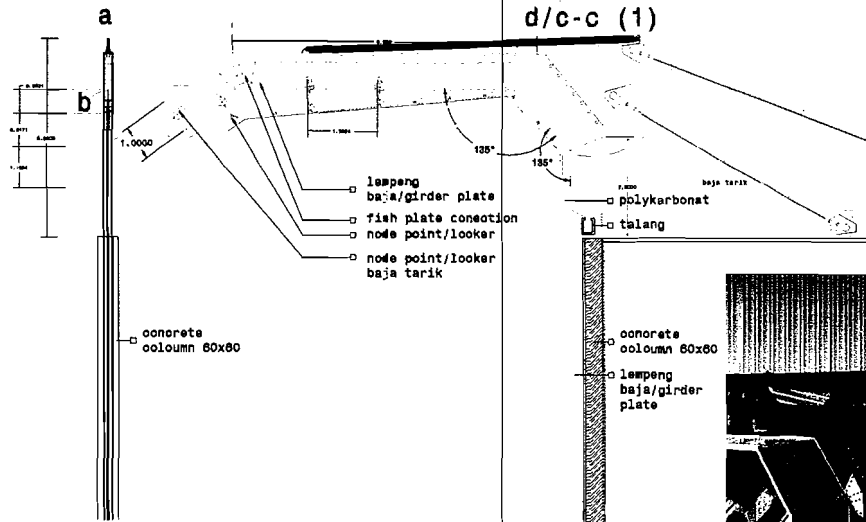 a
d/c-c (1)
b
1.0000
135°
135°
baja tarik
lempeng
baja/girder plate
fish plate conection
node point/looker
node point/looker
baja tarik
polykarbonat
talang
concrete
coloumn 60x60
concrete
coloumn 60x60
lempeng
baja/girder
plate